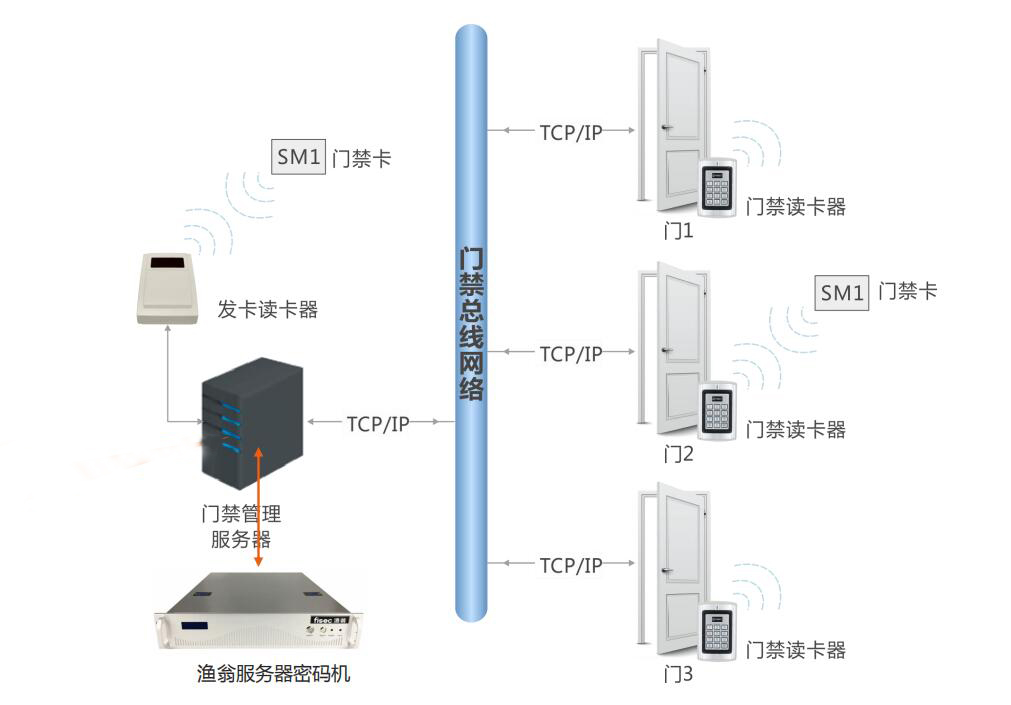 SM1 门禁卡
发卡读卡器
TCP/IP
门禁管理
服务器
fisec 渔翁
渔翁服务器密码机
门禁总线网络
TCP/IP
门禁读卡器
门1
SM1 门禁卡
TCP/IP
门禁读卡器
门2
TCP/IP
门禁读卡器
门3